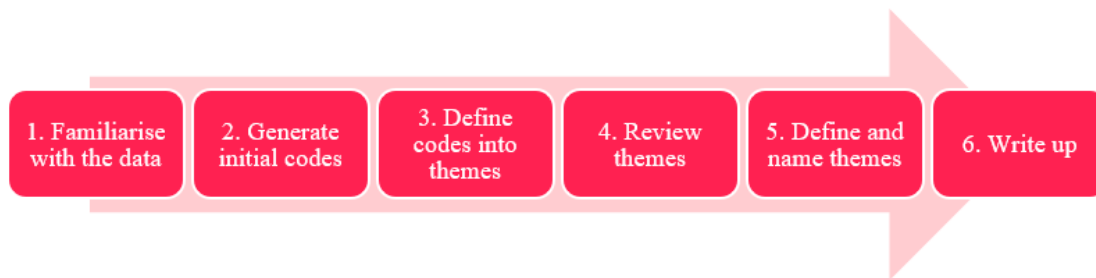 1. Familiarise
with the data
2. Generate
initial codes
3. Define
codes into
themes
4. Review
themes
5. Define and
name themes
6. Write up